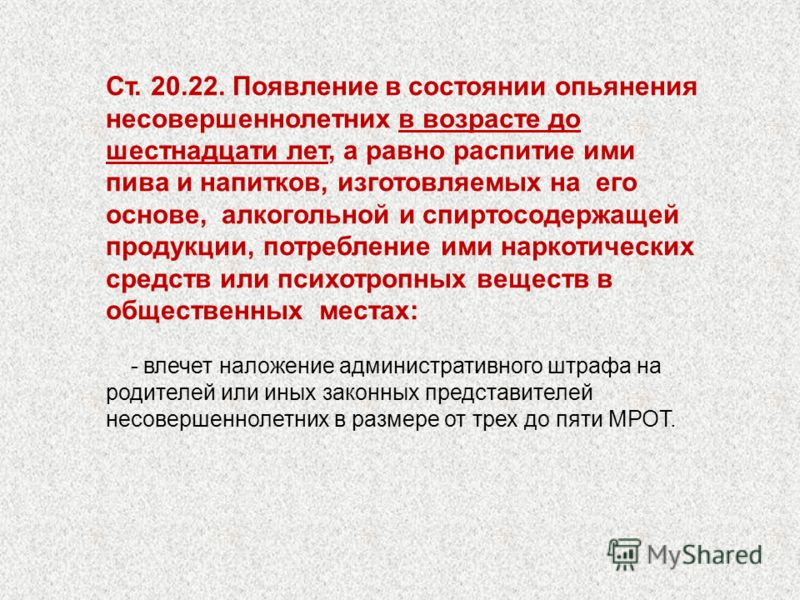 Ст. 20.22. Появление в состоянии опьянения
несовершеннолетних в возрасте до
шестнадцати лет, а равно распитие ими
пива и напитков, изготовляемых на его
основе, алкогольной и спиртосодержащей
продукции, потребление ими наркотических
средств или психотропных веществ в
общественных местах:
- влечет наложение административного штрафа на
родителей или иных законных представителей
несовершеннолетних в размере от трех до пяти МРОТ.
MyShared